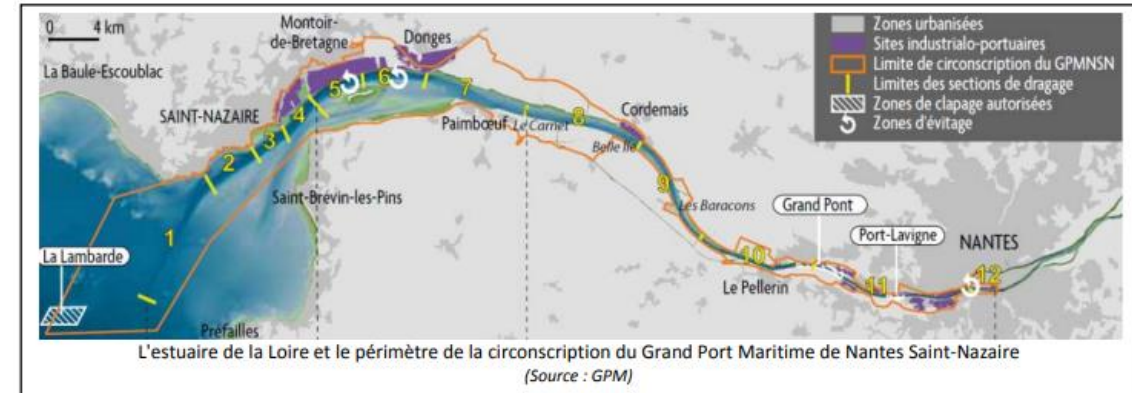 0 4 km
Montoir-
de-Bretagne
Donges
La Baule-Escoublac
SAINT-NAZAIRE
Cordemais
Paimbœuf
Le Carnet
Belle Ile
Saint-Brévin-les-Pins
Les Baracons
Grand Pont
Port-Lavigne
NANTES
La Lambarde
Le Pellerin
Préfailles
1
2
3
4
5
6
7
8
9
10
11
12
Zones urbanisées
Sites industrialo-portuaires
Limite de circonscription du GPMNSN
Limites des sections de dragage
Zones de clapage autorisées
Zones d'évitage
L'estuaire de la Loire et le périmètre de la circonscription du Grand Port Maritime de Nantes Saint-Nazaire
(Source : GPM)